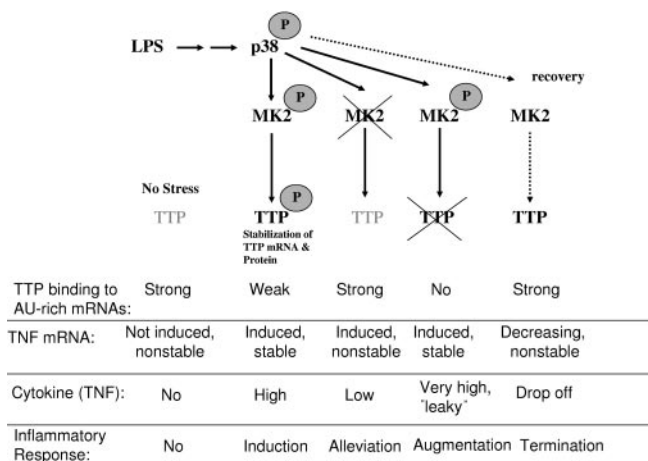 P
LPS p38
recovery
P P
MK2 MK2 MK2 MK2
No Stress
P
TTP TTP TTP TTP TTP
Stabilization of
TTP mRNA &
Protein
TTP binding to Strong Weak Strong No Strong
AU-rich mRNAs:
TNF mRNA: Not induced, Induced, Induced, Induced, Decreasing,
nonstable stable nonstable stable nonstable
Cytokine (TNF): No High Low Very high, Drop off
"leaky"
Inflammatory
Response: No Induction Alleviation Augmentation Termination